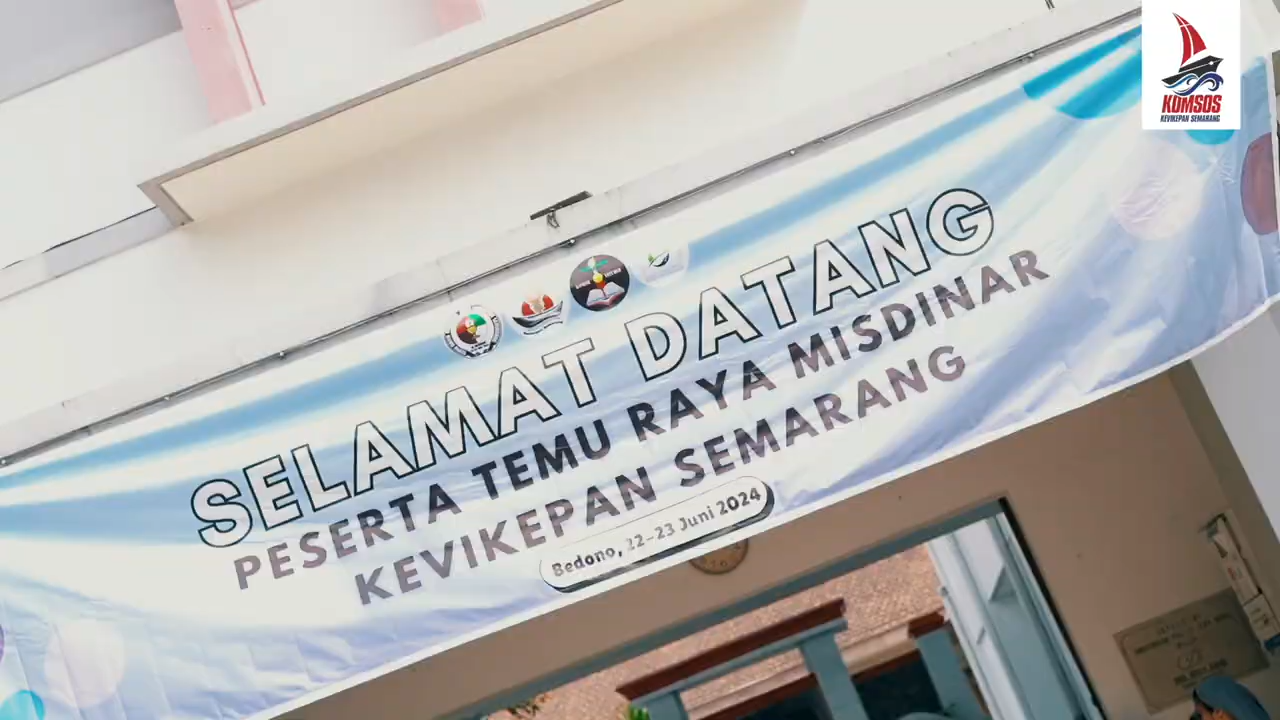 KOMSOS
KEVIKEPAN SEMARANG
SELAMAT DATANG
PESERTA TEMU RAYA MISDINAR
KEVIKEPAN SEMARANG
Bedono, 22-23 Juni 2024